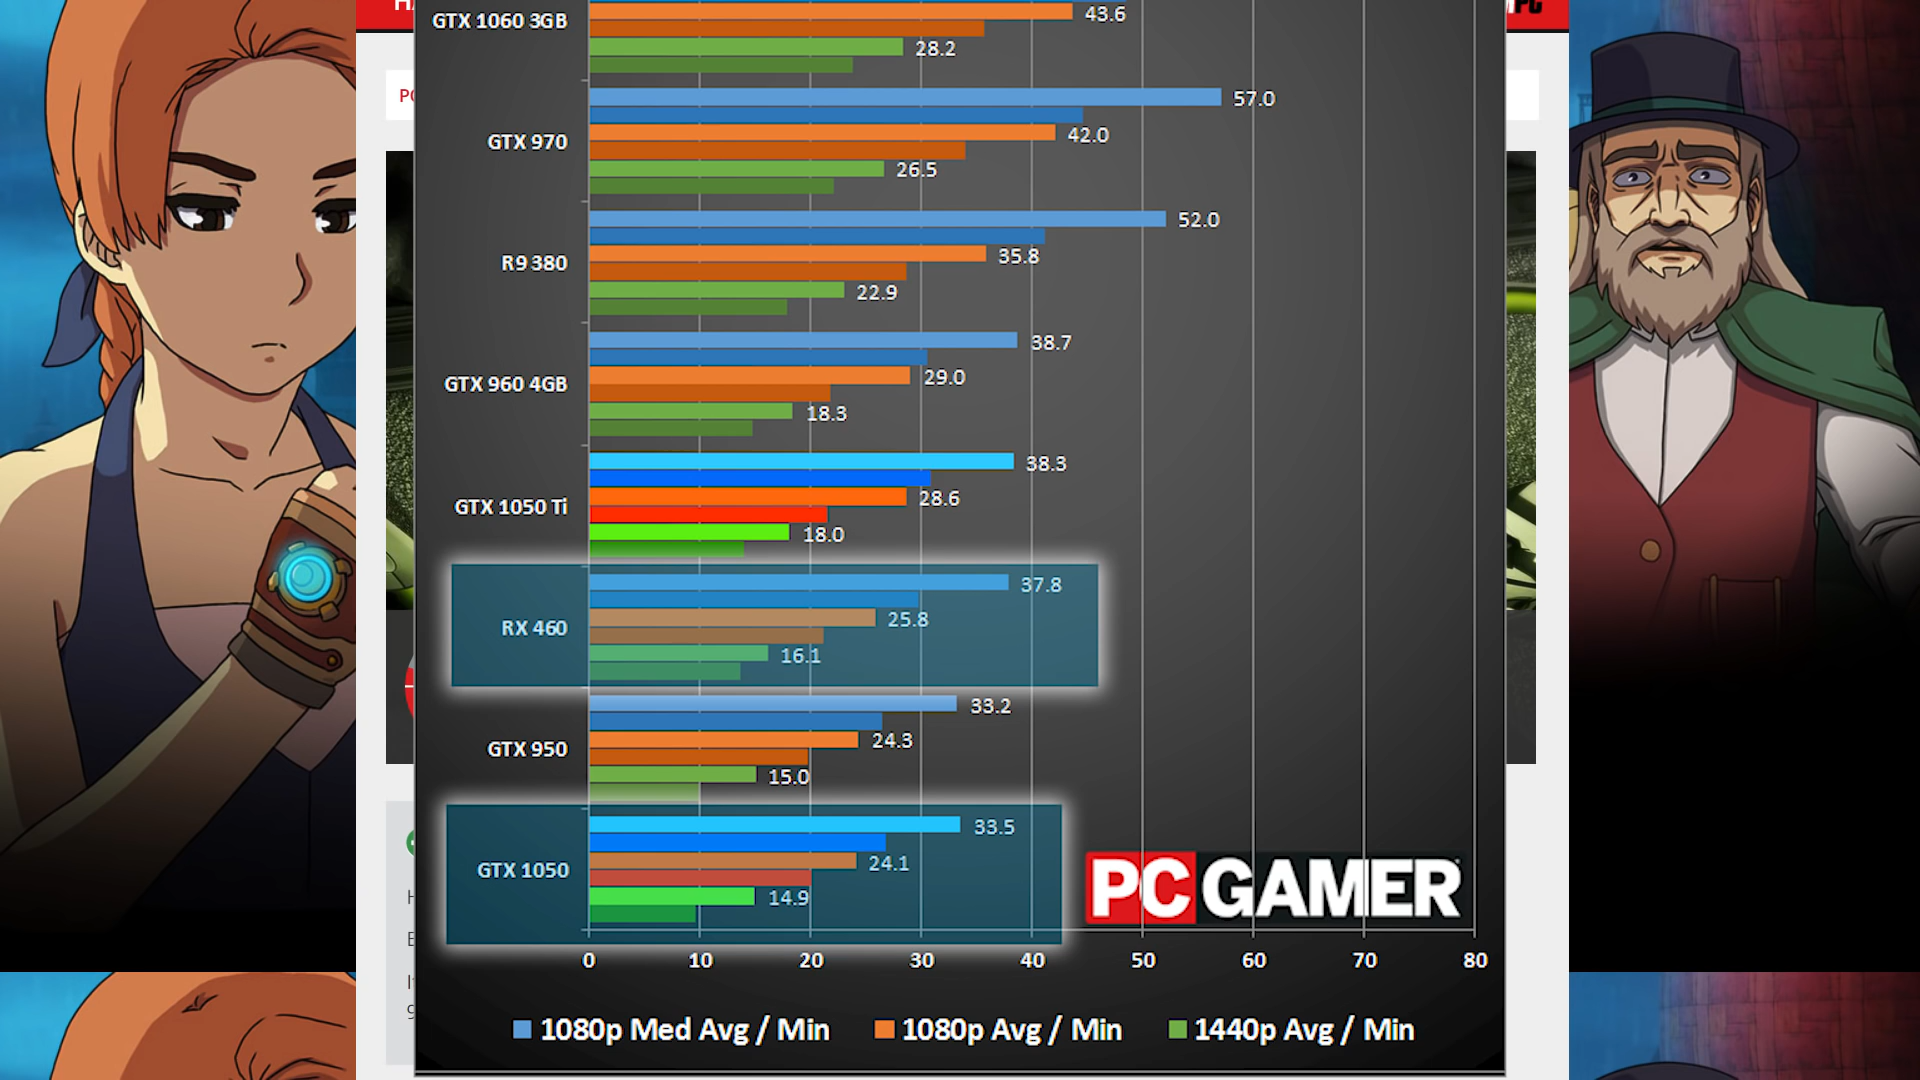 GTX 1060 3GB
43.6
28.2
GTX 970
57.0
42.0
26.5
R9 380
52.0
35.8
22.9
GTX 960 4GB
38.7
29.0
18.3
GTX 1050 Ti
38.3
28.6
18.0
RX 460
37.8
25.8
16.1
GTX 950
33.2
24.3
15.0
GTX 1050
33.5
24.1
14.9
PC GAMER
0 10 20 30 40 50 60 70 80
1080p Med Avg / Min 1080p Avg / Min 1440p Avg / Min